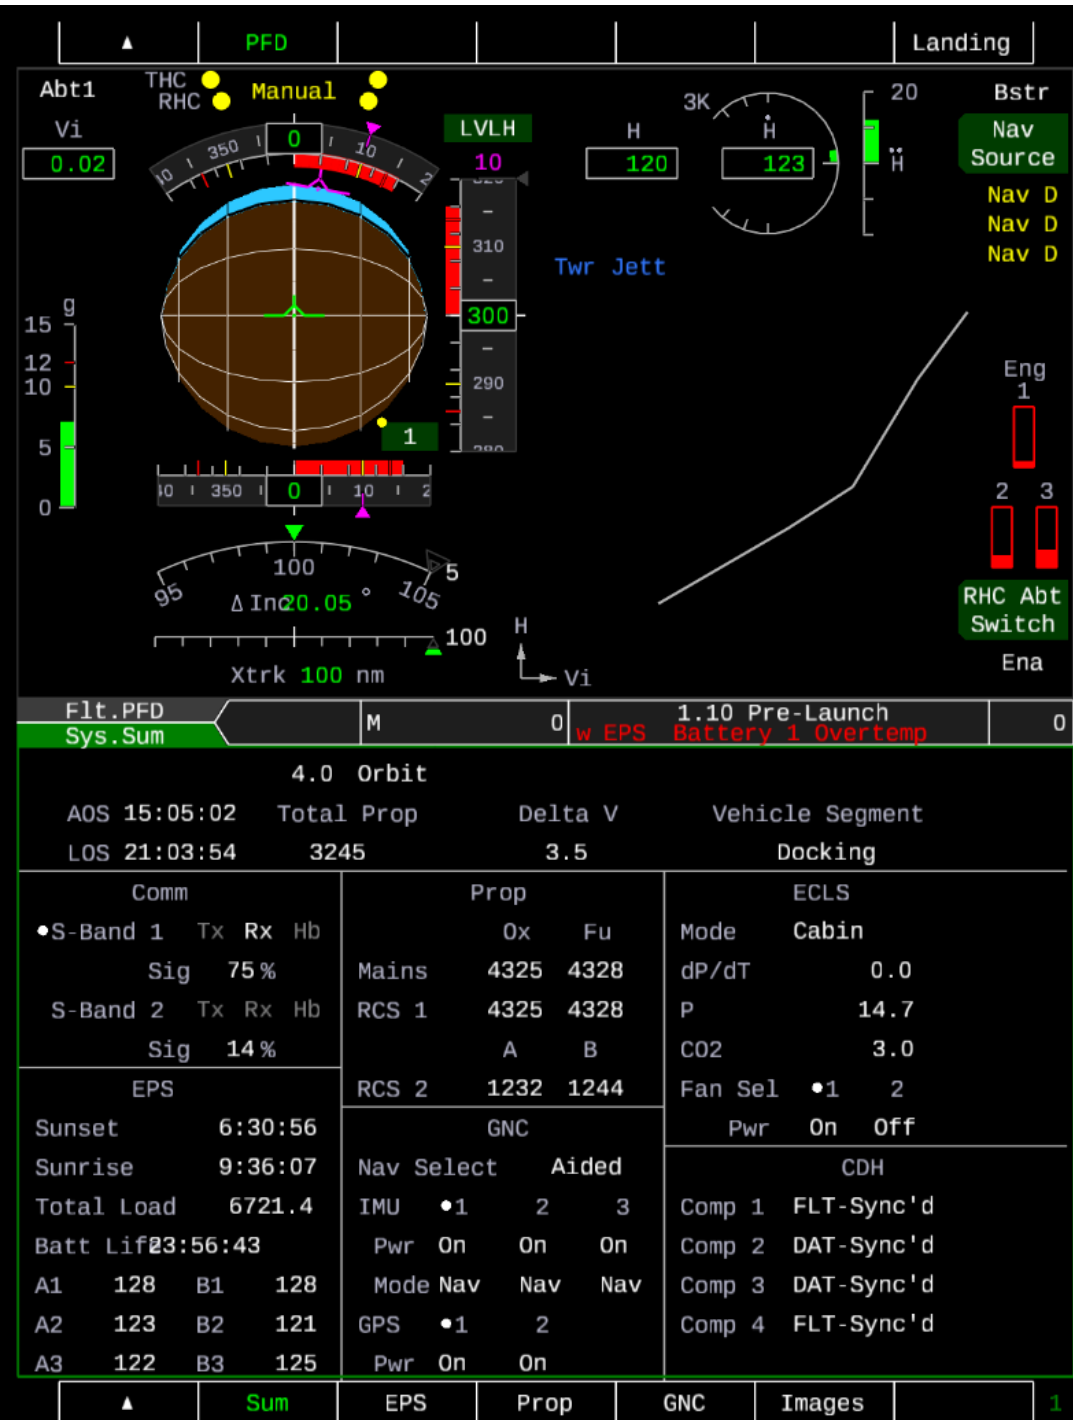 ▲ PFD Landing
Abt1 THC Manual Bstr
RHC
Vi LVLH H 3K Ḣ 20 Nav
0.02 10 120 123 Ḧ Source
0 350 10 2
Nav D
Nav D
Nav D
Twr Jett
320
310
300
290
280
g
15
12
10
5
0
1
350 0 10 2
Eng
1
2 3
95 100 105 5
Δ Inc 20.05 °
100
Xtrk 100 nm
H
Vi
RHC Abt
Switch
Ena
Flt.PFD M 0 1.10 Pre-Launch 0
Sys.Sum w EPS Battery 1 Overtemp
4.0 Orbit
AOS 15:05:02 Total Prop Delta V Vehicle Segment
LOS 21:03:54 3245 3.5 Docking
Comm
S-Band 1 Tx Rx Hb
Sig 75%
S-Band 2 Tx Rx Hb
Sig 14%
EPS
Sunset 6:30:56
Sunrise 9:36:07
Total Load 6721.4
Batt Life 23:56:43
A1 128 B1 128
A2 123 B2 121
A3 122 B3 125
Prop
Ox Fu
Mains 4325 4328
RCS 1 4325 4328
A B
RCS 2 1232 1244
GNC
Nav Select Aided
IMU 1 2 3
Pwr On On On
Mode Nav Nav Nav
GPS 1 2
Pwr On On
ECLS
Mode Cabin
dP/dT 0.0
P 14.7
CO2 3.0
Fan Sel 1 2
Pwr On Off
CDH
Comp 1 FLT-Sync'd
Comp 2 DAT-Sync'd
Comp 3 DAT-Sync'd
Comp 4 FLT-Sync'd
▲ Sum EPS Prop GNC Images 1